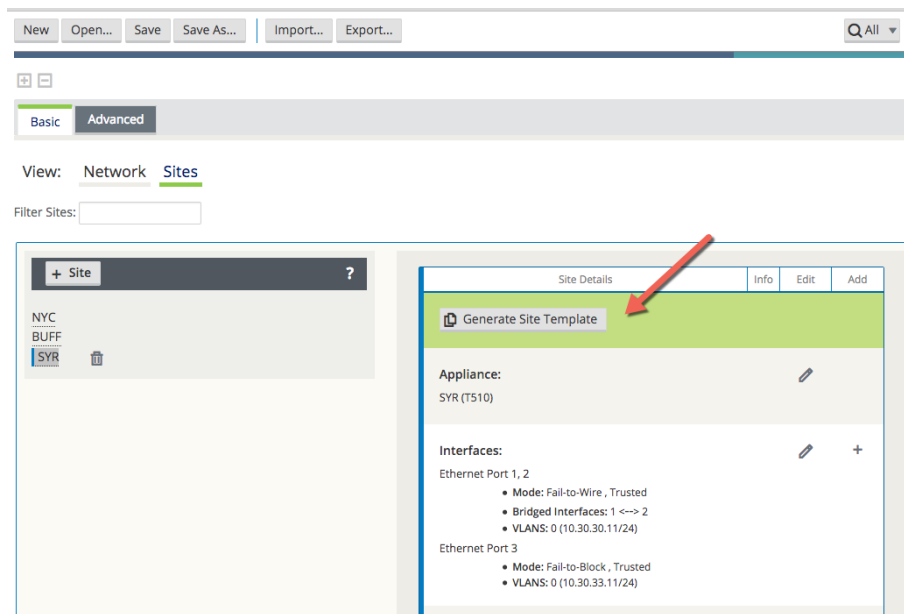 New Open... Save Save As... Import... Export... All
Basic Advanced
View: Network Sites
Filter Sites:
+ Site ?
NYC
BUFF
SYR
Site Details Info Edit Add
Generate Site Template
Appliance:
SYR (T510)
Interfaces:
Ethernet Port 1, 2
• Mode: Fail-to-Wire , Trusted
• Bridged Interfaces: 1 <--> 2
• VLANS: 0 (10.30.30.11/24)
Ethernet Port 3
• Mode: Fail-to-Block , Trusted
• VLANS: 0 (10.30.33.11/24)